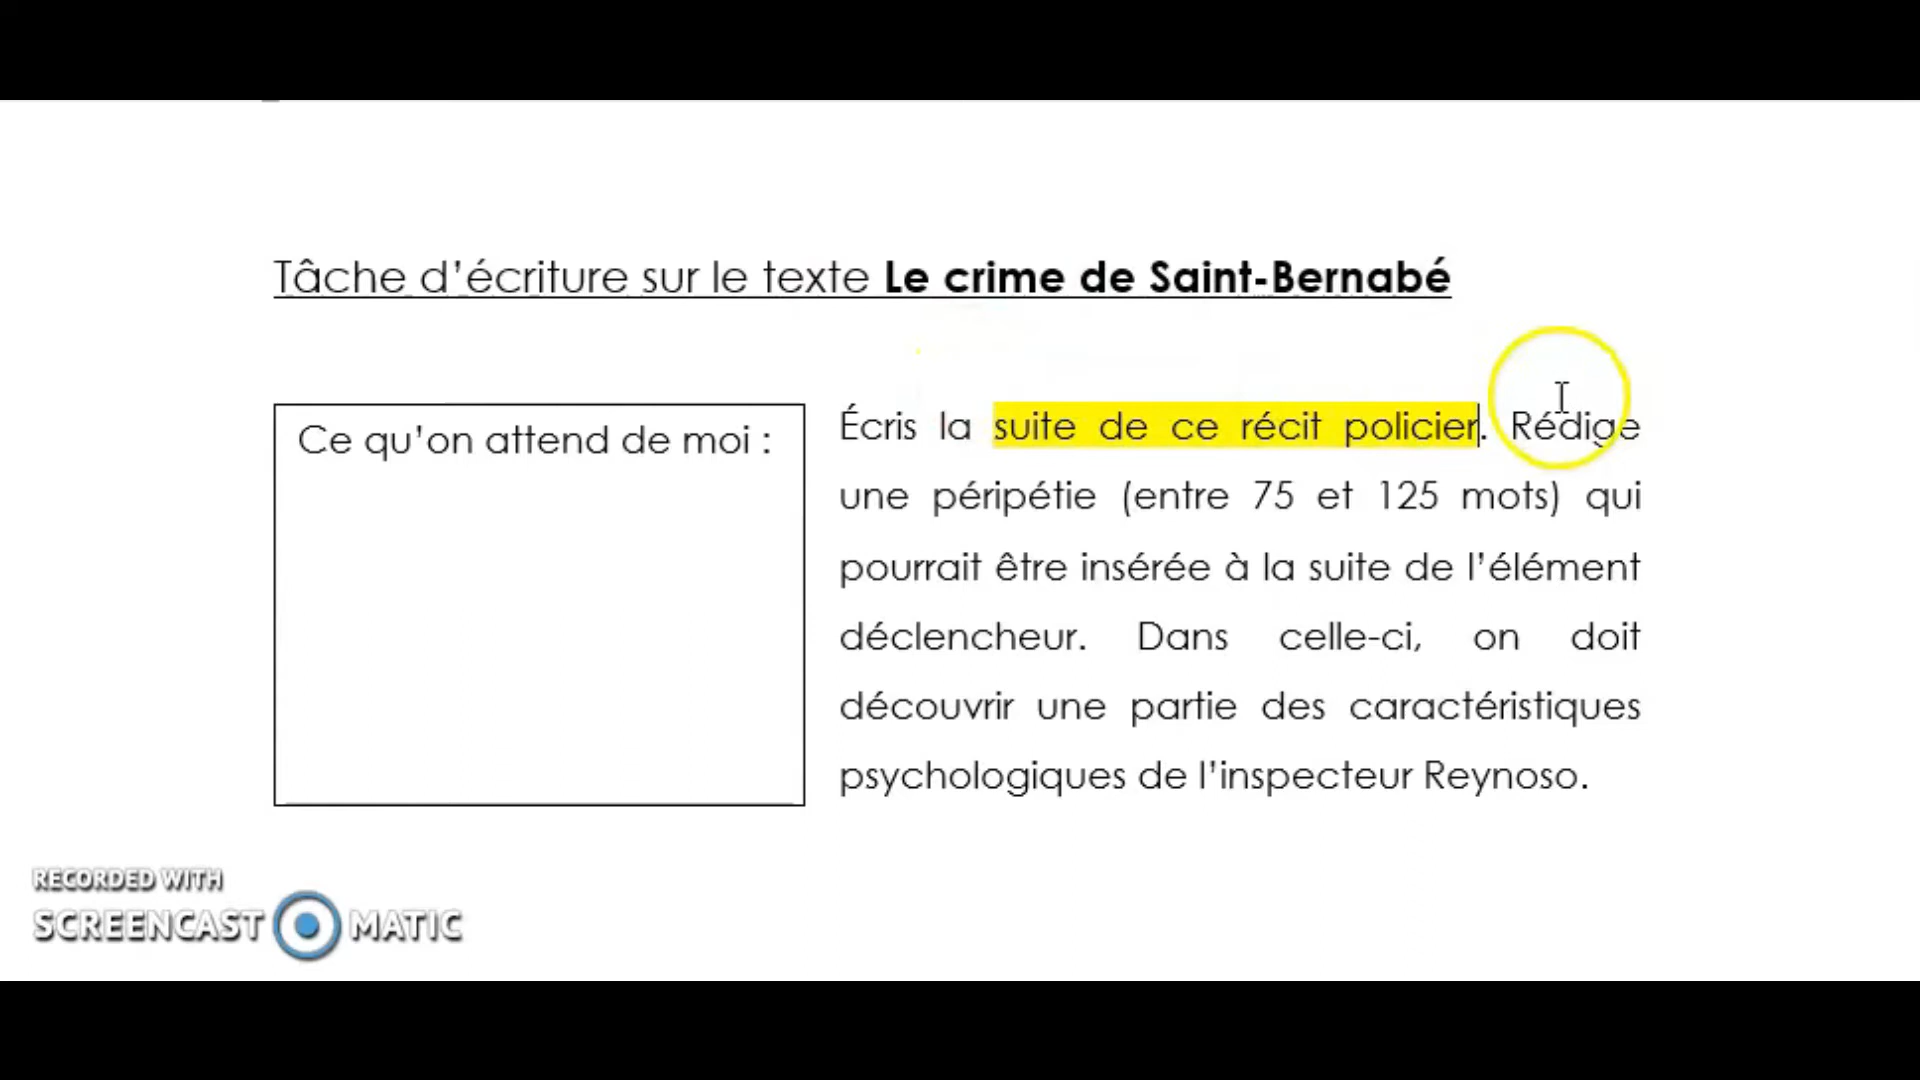 Tâche d'écriture sur le texte Le crime de Saint-Bernabé
Ce qu'on attend de moi :
Écris la suite de ce récit policier. Rédige
une péripétie (entre 75 et 125 mots) qui
pourrait être insérée à la suite de l'élément
déclencheur. Dans celle-ci, on doit
découvrir une partie des caractéristiques
psychologiques de l'inspecteur Reynoso.
RECORDED WITH
SCREENCAST MATIC